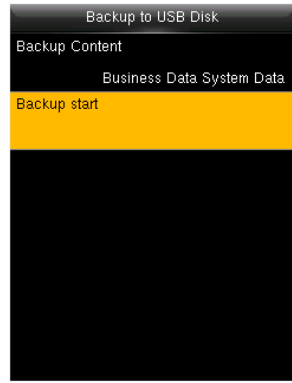 Backup to USB Disk
Backup Content
Business Data System Data
Backup start